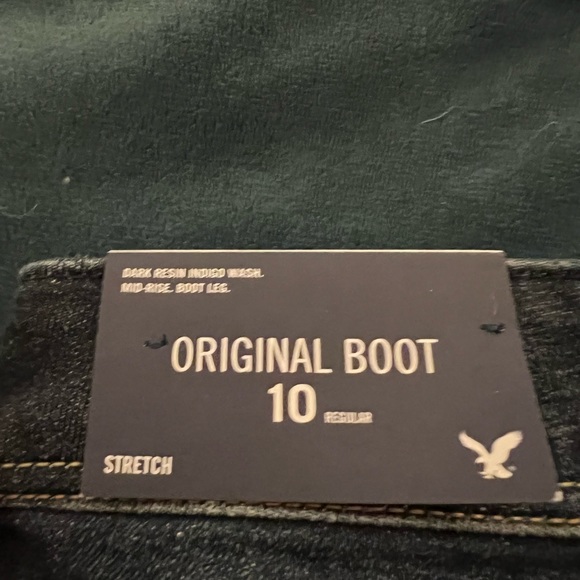 DARK RESIN INDIGO WASH.
MID-RISE. BOOT LEG.
ORIGINAL BOOT
10 REGULAR
STRETCH